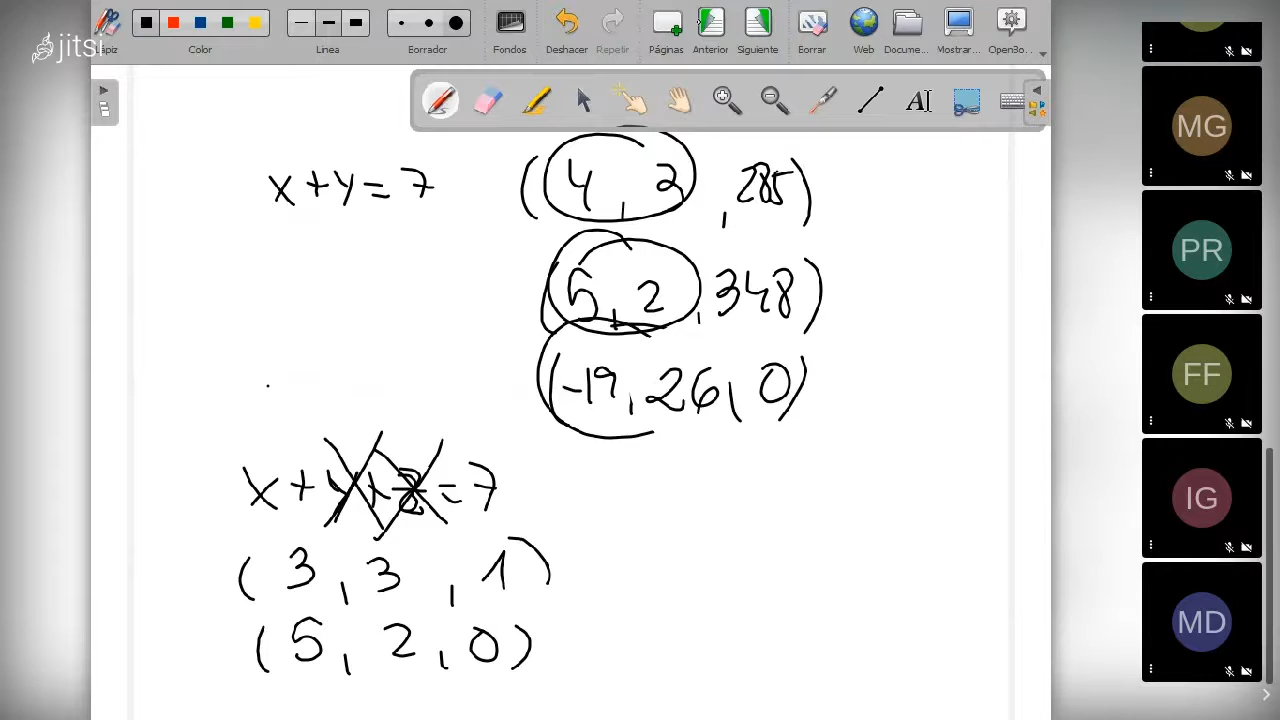 jitsi
Lápiz Color Línea Borrador Fondos Deshacer Repetir Páginas Anterior Siguiente Borrar Web Docume... Mostrar... OpenBo...
x+y=7 (4, 2, 285)
(5, 2, 348)
(-19, 26, 0)
x+y+z=7
(3, 3, 1)
(5, 2, 0)
MG
PR
FF
IG
MD